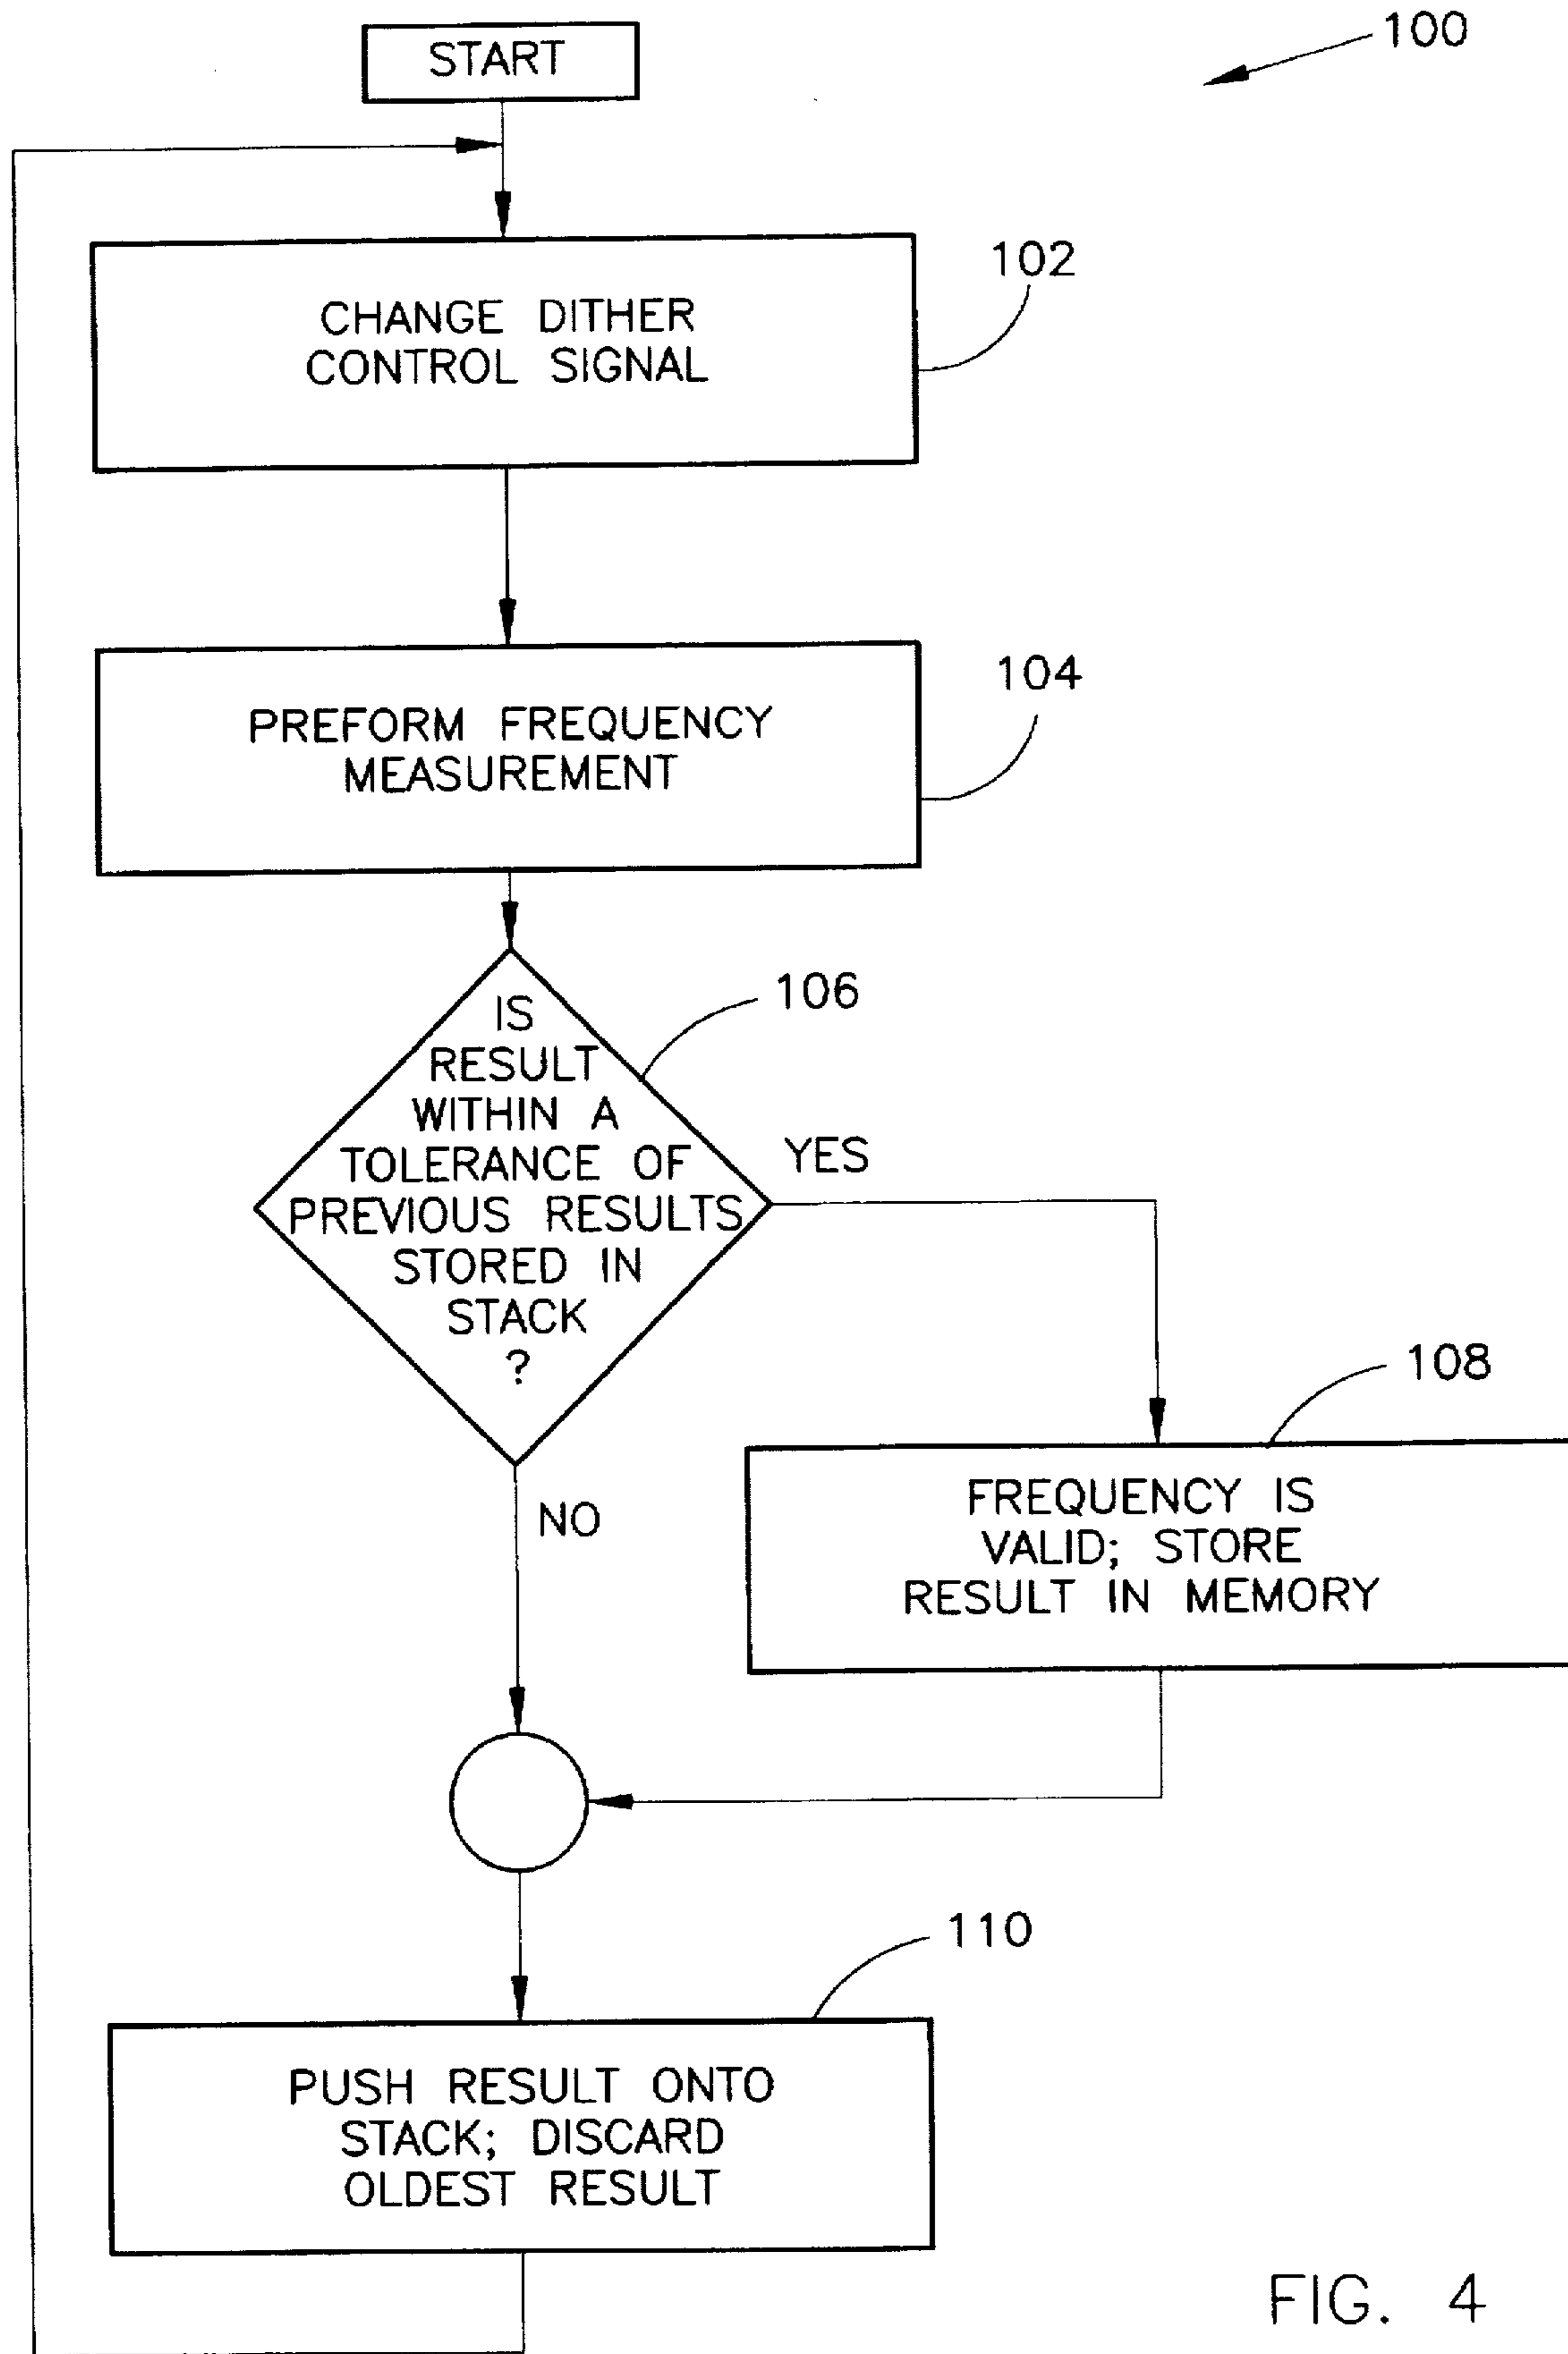 START
100
CHANGE DITHER
CONTROL SIGNAL
102
PREFORM FREQUENCY
MEASUREMENT
104
IS
RESULT
WITHIN A
TOLERANCE OF
PREVIOUS RESULTS
STORED IN
STACK
?
106
YES
NO
108
FREQUENCY IS
VALID; STORE
RESULT IN MEMORY
110
PUSH RESULT ONTO
STACK; DISCARD
OLDEST RESULT
FIG. 4